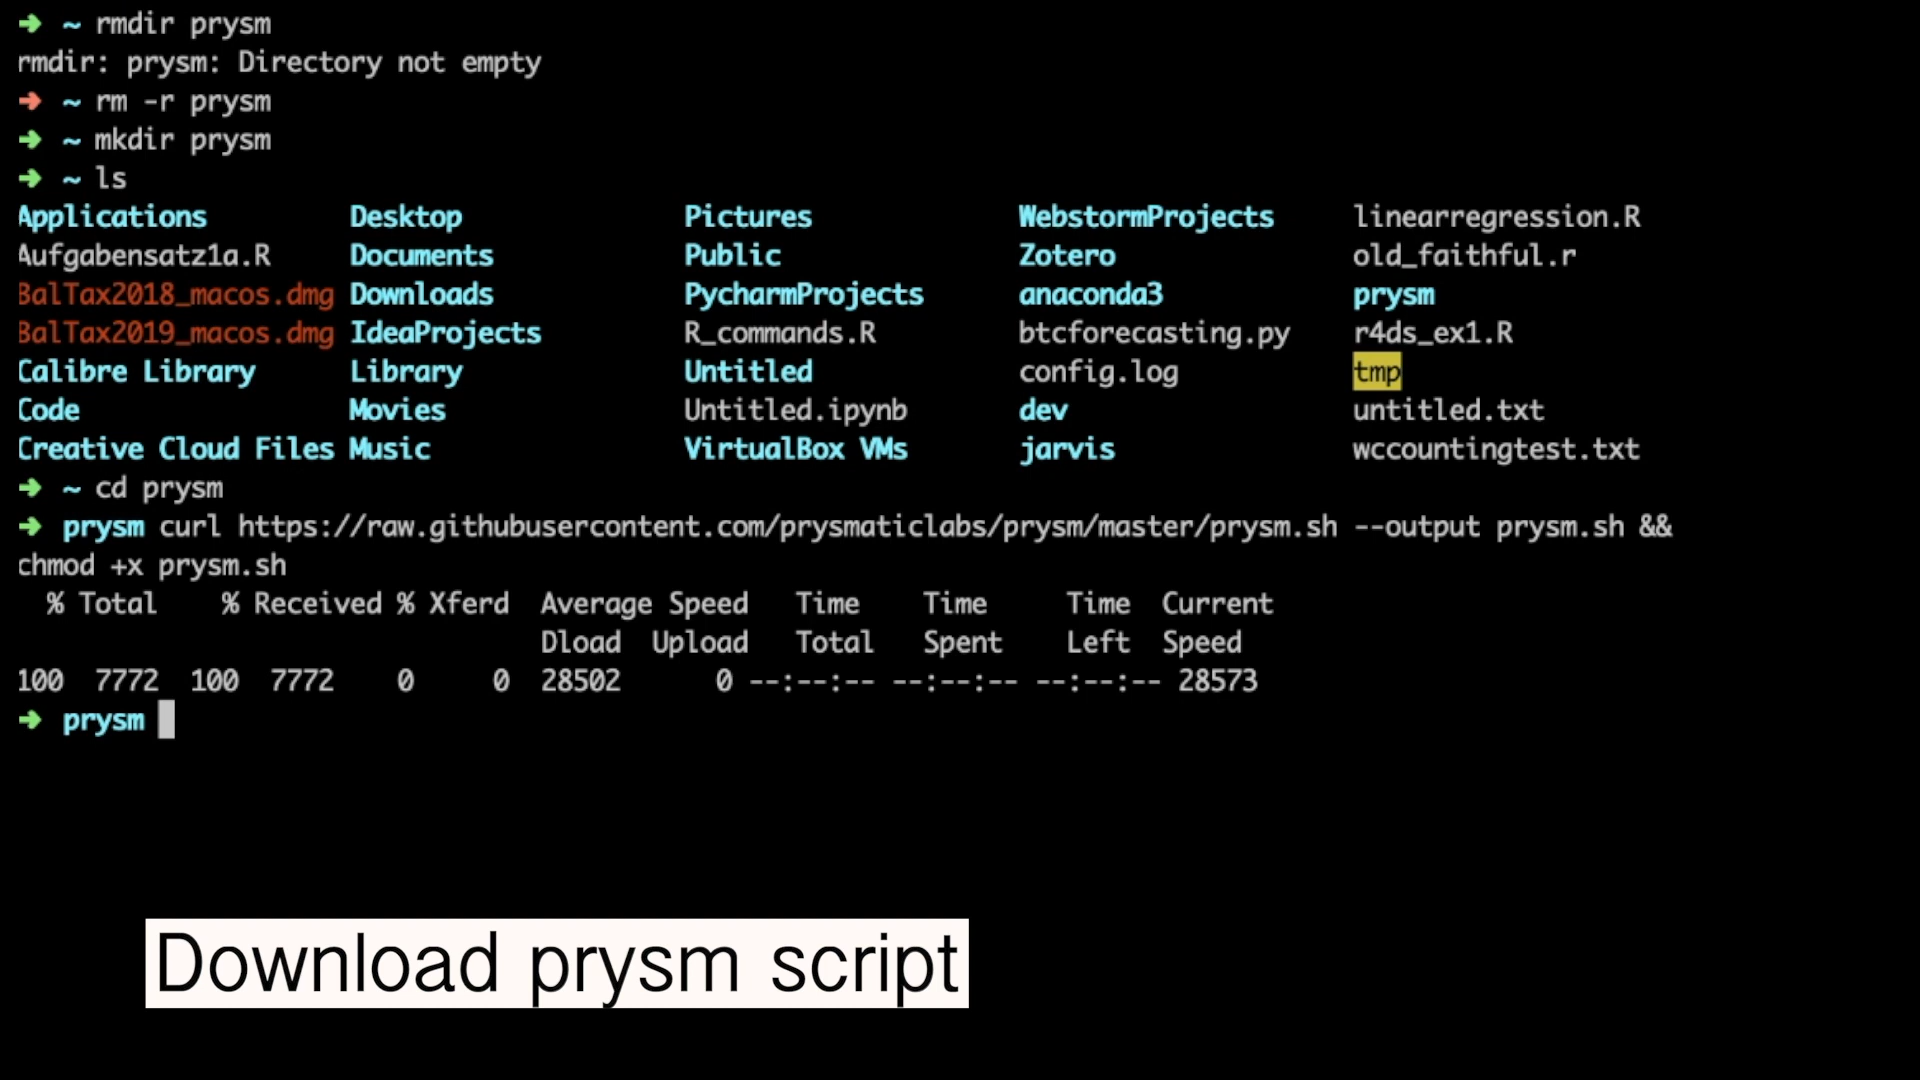 ➜ ~ rmdir prysm
rmdir: prysm: Directory not empty
➜ ~ rm -r prysm
➜ ~ mkdir prysm
➜ ~ ls
Applications Desktop Pictures WebstormProjects linearregression.R
Aufgabensatz1a.R Documents Public Zotero old_faithful.r
BalTax2018_macos.dmg Downloads PycharmProjects anaconda3 prysm
BalTax2019_macos.dmg IdeaProjects R_commands.R btcforecasting.py r4ds_ex1.R
Calibre Library Library Untitled config.log tmp
Code Movies Untitled.ipynb dev untitled.txt
Creative Cloud Files Music VirtualBox VMs jarvis wccountingtest.txt
➜ ~ cd prysm
➜ prysm curl https://raw.githubusercontent.com/prysmaticlabs/prysm/master/prysm.sh --output prysm.sh &&
chmod +x prysm.sh
% Total % Received % Xferd Average Speed Time Time Time Current
Dload Upload Total Spent Left Speed
100 7772 100 7772 0 0 28502 0 --:--:-- --:--:-- --:--:-- 28573
➜ prysm
Download prysm script